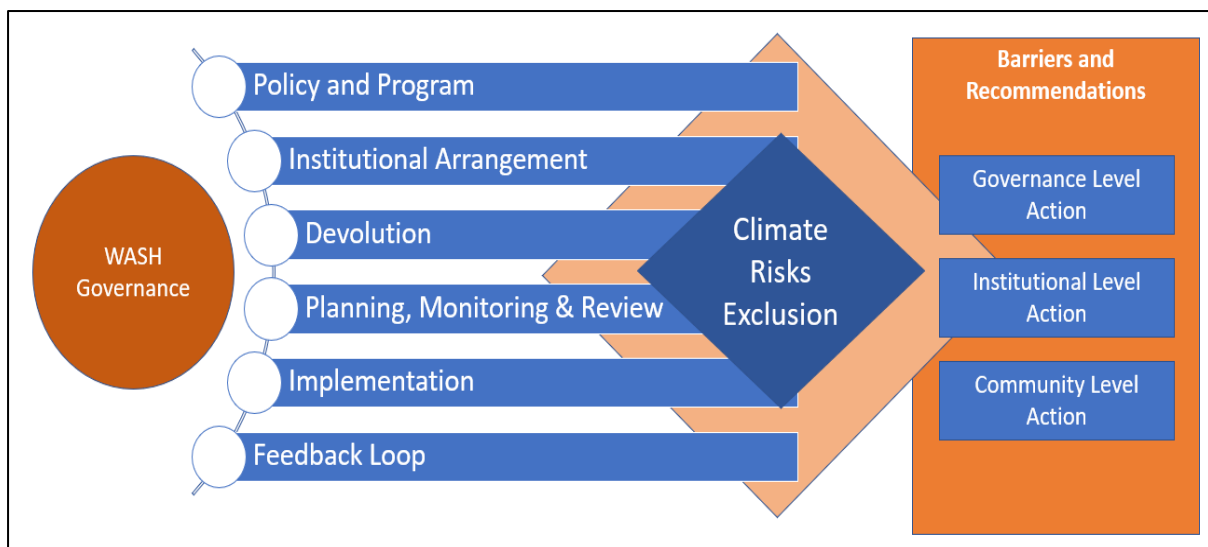 WASH
Governance
Policy and Program
Institutional Arrangement
Devolution
Planning, Monitoring & Review
Implementation
Feedback Loop
Climate
Risks
Exclusion
Barriers and
Recommendations
Governance Level
Action
Institutional Level
Action
Community Level
Action